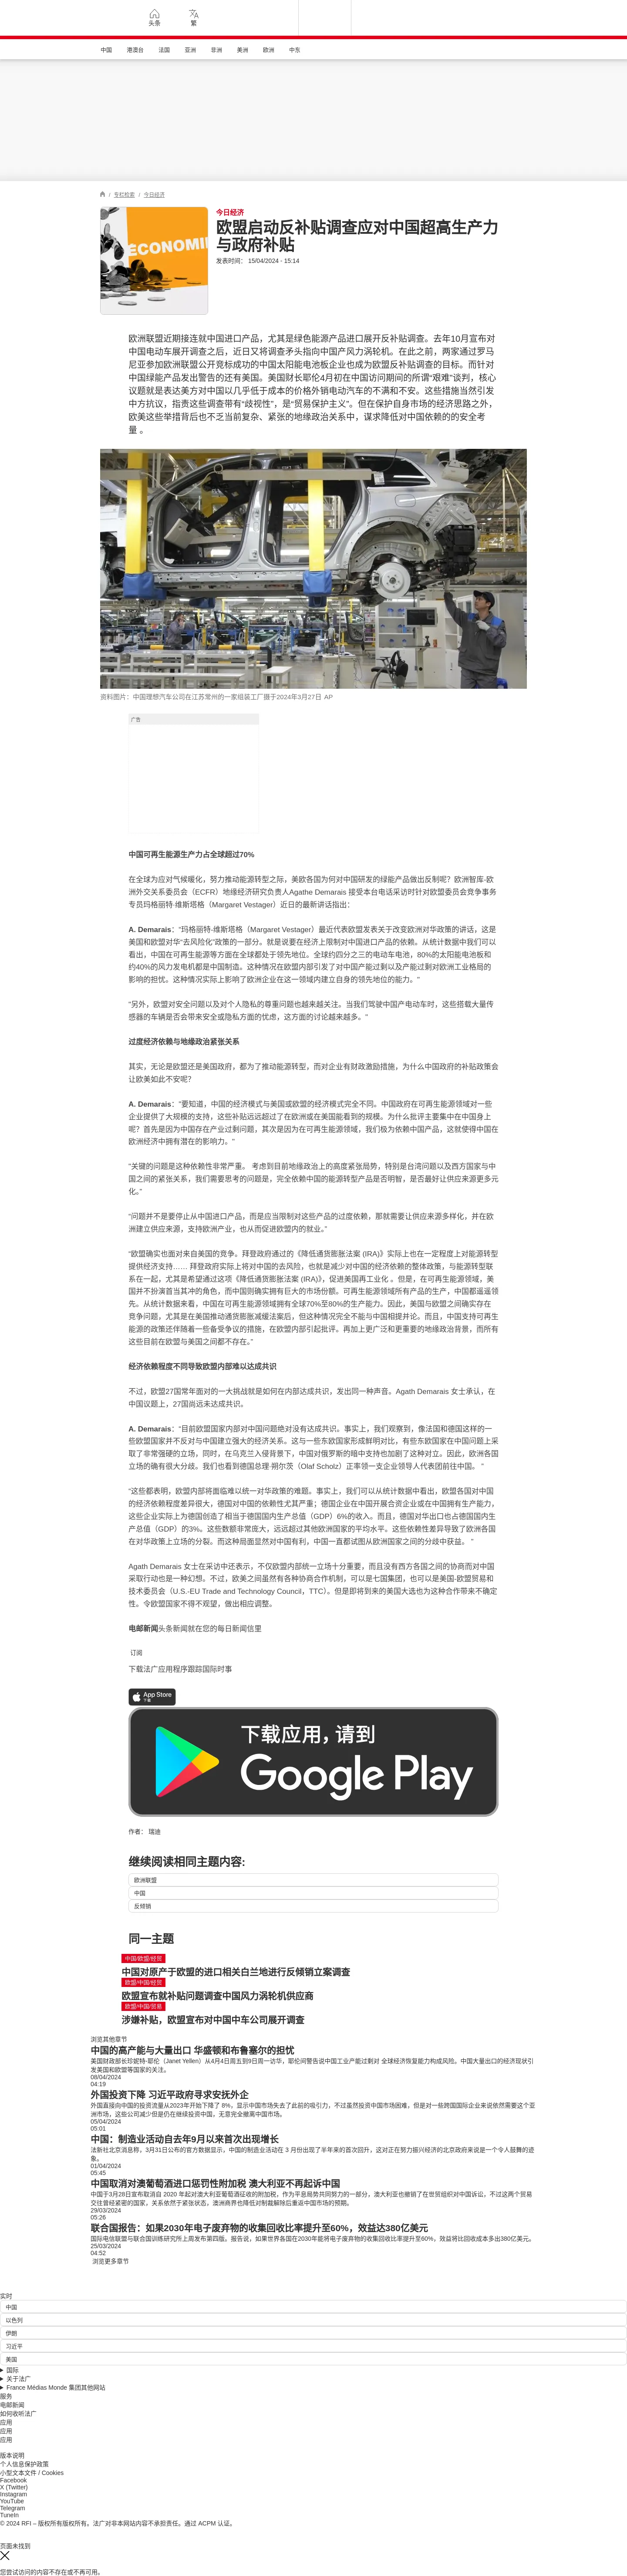 头条
繁
中国 港澳台 法国 亚洲 非洲 美洲 欧洲 中东
/ 专栏检索 / 今日经济
ECONOMIE
今日经济
欧盟启动反补贴调查应对中国超高生产力与政府补贴
发表时间： 15/04/2024 - 15:14
欧洲联盟近期接连就中国进口产品，尤其是绿色能源产品进口展开反补贴调查。去年10月宣布对
中国电动车展开调查之后，近日又将调查矛头指向中国产风力涡轮机。在此之前，两家通过罗马
尼亚参加欧洲联盟公开竞标成功的中国太阳能电池板企业也成为欧盟反补贴调查的目标。而针对
中国绿能产品发出警告的还有美国。美国财长耶伦4月初在中国访问期间的所谓“艰难”谈判，核心
议题就是表达美方对中国以几乎低于成本的价格外销电动汽车的不满和不安。这些措施当然引发
中方抗议，指责这些调查带有“歧视性”，是“贸易保护主义”。但在保护自身市场的经济思路之外，
欧美这些举措背后也不乏当前复杂、紧张的地缘政治关系中，谋求降低对中国依赖的的安全考
量 。
资料图片：中国理想汽车公司在江苏常州的一家组装工厂摄于2024年3月27日 AP
广告
中国可再生能源生产力占全球超过70%
在全球为应对气候暖化，努力推动能源转型之际，美欧各国为何对中国研发的绿能产品做出反制呢？欧洲智库-欧
洲外交关系委员会（ECFR）地缘经济研究负责人Agathe Demarais 接受本台电话采访时针对欧盟委员会竞争事务
专员玛格丽特·维斯塔格（Margaret Vestager）近日的最新讲话指出：
A. Demarais：“玛格丽特-维斯塔格（Margaret Vestager）最近代表欧盟发表关于改变欧洲对华政策的讲话，这是
美国和欧盟对华“去风险化”政策的一部分。就是说要在经济上限制对中国进口产品的依赖。从统计数据中我们可以
看出，中国在可再生能源等方面在全球都处于领先地位。全球约四分之三的电动车电池，80%的太阳能电池板和
约40%的风力发电机都是中国制造。这种情况在欧盟内部引发了对中国产能过剩以及产能过剩对欧洲工业格局的
影响的担忧。这种情况实际上影响了欧洲企业在这一领域内建立自身的领先地位的能力。”
“另外，欧盟对安全问题以及对个人隐私的尊重问题也越来越关注。当我们驾驶中国产电动车时，这些搭载大量传
感器的车辆是否会带来安全或隐私方面的忧虑，这方面的讨论越来越多。”
过度经济依赖与地缘政治紧张关系
其实，无论是欧盟还是美国政府，都为了推动能源转型，而对企业有财政激励措施，为什么中国政府的补贴政策会
让欧美如此不安呢？
A. Demarais：“要知道，中国的经济模式与美国或欧盟的经济模式完全不同。中国政府在可再生能源领域对一些
企业提供了大规模的支持，这些补贴远远超过了在欧洲或在美国能看到的规模。为什么批评主要集中在中国身上
呢？首先是因为中国存在产业过剩问题，其次是因为在可再生能源领域，我们极为依赖中国产品，这就使得中国在
欧洲经济中拥有潜在的影响力。”
“关键的问题是这种依赖性非常严重。 考虑到目前地缘政治上的高度紧张局势，特别是台湾问题以及西方国家与中
国之间的紧张关系，我们需要思考的问题是，完全依赖中国的能源转型产品是否明智，是否最好让供应来源更多元
化。”
“问题并不是要停止从中国进口产品，而是应当限制对这些产品的过度依赖，那就需要让供应来源多样化，并在欧
洲建立供应来源，支持欧洲产业，也从而促进欧盟内的就业。”
“欧盟确实也面对来自美国的竞争。拜登政府通过的《降低通货膨胀法案 (IRA)》实际上也在一定程度上对能源转型
提供经济支持…… 拜登政府实际上将对中国的去风险，也就是减少对中国的经济依赖的整体政策，与能源转型联
系在一起，尤其是希望通过这项《降低通货膨胀法案 (IRA)》，促进美国再工业化 。但是，在可再生能源领域，美
国并不扮演首当其冲的角色，而中国则确实拥有巨大的市场份额。可再生能源领域所有产品的生产，中国都遥遥领
先。从统计数据来看，中国在可再生能源领域拥有全球70%至80%的生产能力。因此，美国与欧盟之间确实存在
竞争问题，尤其是在美国推动通货膨胀减缓法案后，但这种情况完全不能与中国相提并论。而且，中国支持可再生
能源的政策还伴随着一些备受争议的措施，在欧盟内部引起批评。再加上更广泛和更重要的地缘政治背景，而所有
这些目前在欧盟与美国之间都不存在。”
经济依赖程度不同导致欧盟内部难以达成共识
不过，欧盟27国常年面对的一大挑战就是如何在内部达成共识，发出同一种声音。Agath Demarais 女士承认，在
中国议题上，27国尚远未达成共识。
A. Demarais：“目前欧盟国家内部对中国问题绝对没有达成共识。事实上，我们观察到，像法国和德国这样的一
些欧盟国家并不反对与中国建立强大的经济关系。这与一些东欧国家形成鲜明对比，有些东欧国家在中国问题上采
取了非常强硬的立场，同时，在乌克兰入侵背景下，中国对俄罗斯的暗中支持也加剧了这种对立。因此，欧洲各国
立场的确有很大分歧。我们也看到德国总理·朔尔茨（Olaf Scholz）正率领一支企业领导人代表团前往中国。 ”
“这些都表明，欧盟内部将面临难以统一对华政策的难题。事实上，我们可以从统计数据中看出，欧盟各国对中国
的经济依赖程度差异很大，德国对中国的依赖性尤其严重；德国企业在中国开展合资企业或在中国拥有生产能力，
这些企业实际上为德国创造了相当于德国国内生产总值（GDP）6%的收入。而且，德国对华出口也占德国国内生
产总值（GDP）的3%。这些数额非常庞大，远远超过其他欧洲国家的平均水平。这些依赖性差异导致了欧洲各国
在对华政策上立场的分裂。而这种局面显然对中国有利，中国一直都试图从欧洲国家之间的分歧中获益。 ”
Agath Demarais 女士在采访中还表示，不仅欧盟内部统一立场十分重要，而且没有西方各国之间的协商而对中国
采取行动也是一种幻想。不过，欧美之间虽然有各种协商合作机制，可以是七国集团，也可以是美国-欧盟贸易和
技术委员会（U.S.-EU Trade and Technology Council，TTC）。但是即将到来的美国大选也为这种合作带来不确定
性。令欧盟国家不得不观望，做出相应调整。
电邮新闻头条新闻就在您的每日新闻信里
订阅
下载法广应用程序跟踪国际时事
App Store
下载
下载应用，请到
Google Play
作者： 瑞迪
继续阅读相同主题内容:
欧洲联盟
中国
反倾销
同一主题
中国/欧盟/经贸
中国对原产于欧盟的进口相关白兰地进行反倾销立案调查
欧盟/中国/经贸
欧盟宣布就补贴问题调查中国风力涡轮机供应商
欧盟/中国/贸易
涉嫌补贴，欧盟宣布对中国中车公司展开调查
浏览其他章节
中国的高产能与大量出口 华盛顿和布鲁塞尔的担忧
美国财政部长珍妮特-耶伦（Janet Yellen）从4月4日周五到9日周一访华，耶伦间警告说中国工业产能过剩对 全球经济恢复能力构成风险。中国大量出口的经济现状引
发美国和欧盟等国家的关注。
08/04/2024
04:19
外国投资下降 习近平政府寻求安抚外企
外国直接向中国的投资流量从2023年开始下降了 8%，显示中国市场失去了此前的吸引力，不过虽然投资中国市场困难，但是对一些跨国国际企业来说依然需要这个亚
洲市场，这些公司减少但是仍在继续投资中国，无意完全撤离中国市场。
05/04/2024
05:01
中国：制造业活动自去年9月以来首次出现增长
法新社北京消息称，3月31日公布的官方数据显示，中国的制造业活动在 3 月份出现了半年来的首次回升，这对正在努力振兴经济的北京政府来说是一个令人鼓舞的迹
象。
01/04/2024
05:45
中国取消对澳葡萄酒进口惩罚性附加税 澳大利亚不再起诉中国
中国于3月28日宣布取消自 2020 年起对澳大利亚葡萄酒征收的附加税，作为平息局势共同努力的一部分，澳大利亚也撤销了在世贸组织对中国诉讼，不过这两个贸易
交往曾经紧密的国家，关系依然于紧张状态，澳洲商界也降低对制裁解除后重返中国市场的预期。
29/03/2024
05:26
联合国报告：如果2030年电子废弃物的收集回收比率提升至60%，效益达380亿美元
国际电信联盟与联合国训练研究所上周发布第四版。报告说，如果世界各国在2030年能将电子废弃物的收集回收比率提升至60%，效益将比回收成本多出380亿美元。
25/03/2024
04:52
浏览更多章节
实时
中国
以色列
伊朗
习近平
美国
国际
关于法广
France Médias Monde 集团其他网站
服务
电邮新闻
如何收听法广
应用
应用
应用
版本说明
个人信息保护政策
小型文本文件 / Cookies
Facebook
X (Twitter)
Instagram
YouTube
Telegram
TuneIn
© 2024 RFI – 版权所有版权所有。法广对非本网站内容不承担责任。通过 ACPM 认证。
页面未找到
您尝试访问的内容不存在或不再可用。